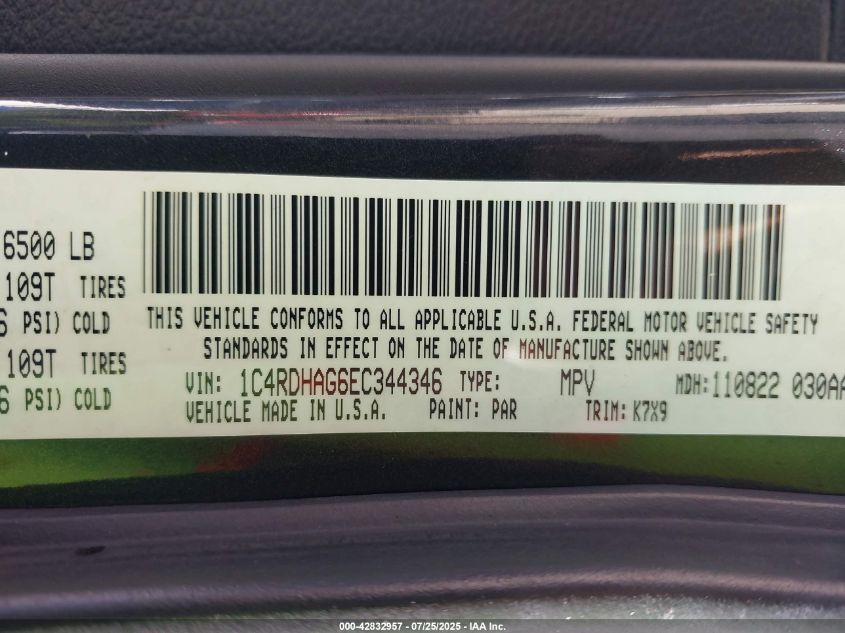 6500 LB
109T TIRES
PSI) COLD
109T TIRES
PSI) COLD
THIS VEHICLE CONFORMS TO ALL APPLICABLE U.S.A. FEDERAL MOTOR VEHICLE SAFETY
STANDARDS IN EFFECT ON THE DATE OF MANUFACTURE SHOWN ABOVE.
VIN: 1C4RDHAG6EC344346 TYPE: MPV MDH:110822 030AA
VEHICLE MADE IN U.S.A. PAINT: PAR TRIM: K7X9
000-42832957 - 07/25/2025 - IAA Inc.